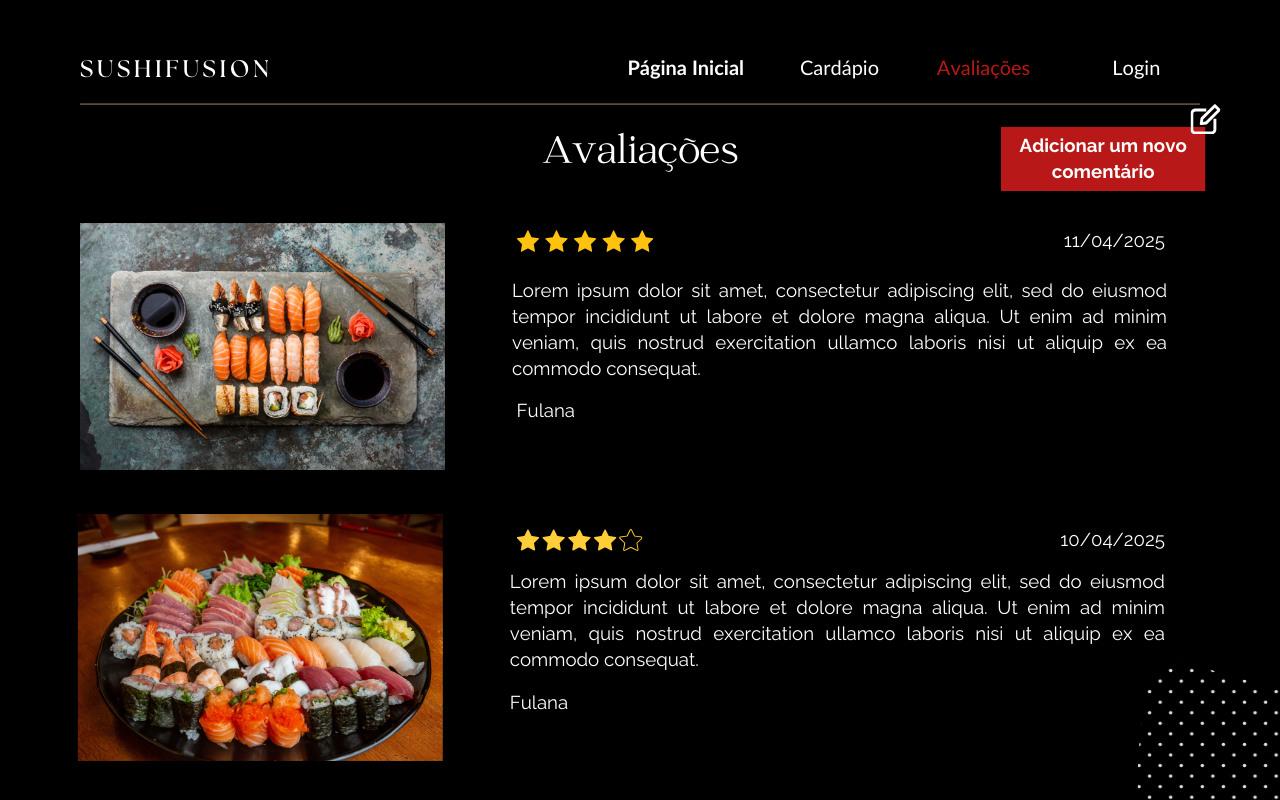 SUSHIFUSION
Página Inicial
Cardápio
Avaliações
Login
Avaliações
Adicionar um novo
comentário
11/04/2025
Lorem ipsum dolor sit amet, consectetur adipiscing elit, sed do eiusmod
tempor incididunt ut labore et dolore magna aliqua. Ut enim ad minim
veniam, quis nostrud exercitation ullamco laboris nisi ut aliquip ex ea
commodo consequat.
Fulana
10/04/2025
Lorem ipsum dolor sit amet, consectetur adipiscing elit, sed do eiusmod
tempor incididunt ut labore et dolore magna aliqua. Ut enim ad minim
veniam, quis nostrud exercitation ullamco laboris nisi ut aliquip ex ea
commodo consequat.
Fulana